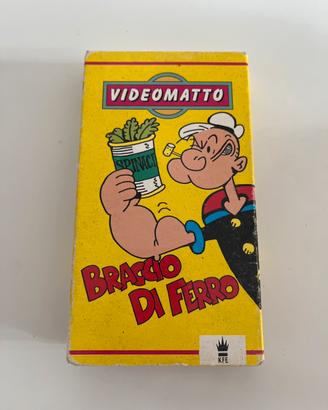 VIDEOMATTO
SPINACI
BRACCIO
DI FERRO
KFE